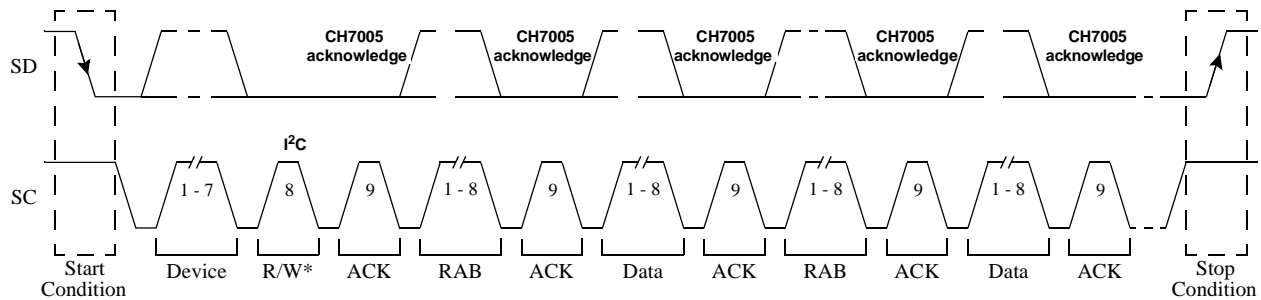 CH7005 acknowledge
CH7005 acknowledge
CH7005 acknowledge
CH7005 acknowledge
CH7005 acknowledge
SD
I²C
SC
1 - 7
8
9
1 - 8
9
1 - 8
9
1 - 8
9
1 - 8
9
Start Condition
Device
R/W*
ACK
RAB
ACK
Data
ACK
RAB
ACK
Data
ACK
Stop Condition